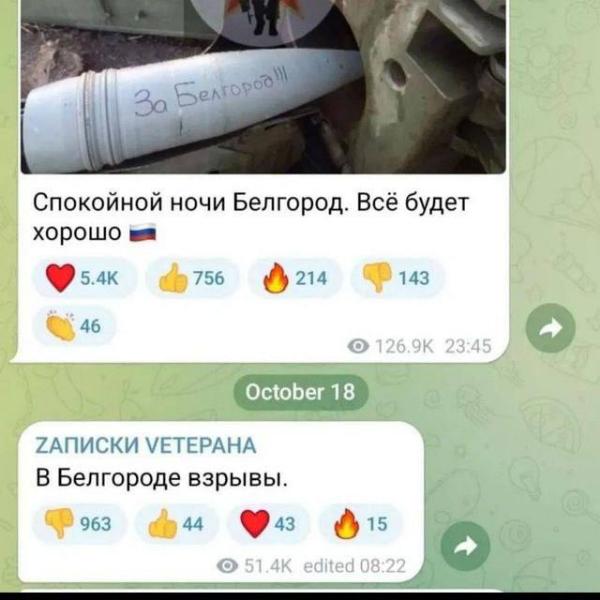 За Белгород!!!
Спокойной ночи Белгород. Всё будет
хорошо
5.4K 756 214 143
46
126.9K 23:45
October 18
ZАПИСКИ VЕТЕРАНА
В Белгороде взрывы.
963 44 43 15
51.4K edited 08:22